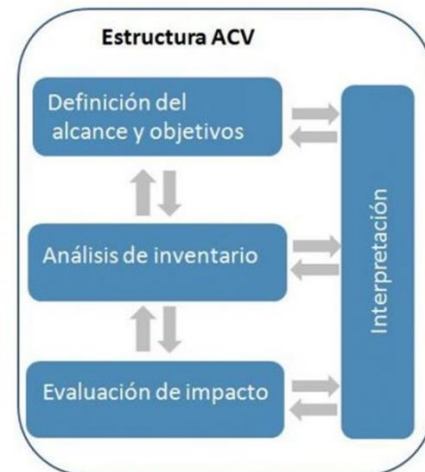 Estructura ACV
Definición del
alcance y objetivos
Análisis de inventario
Evaluación de impacto
Interpretación